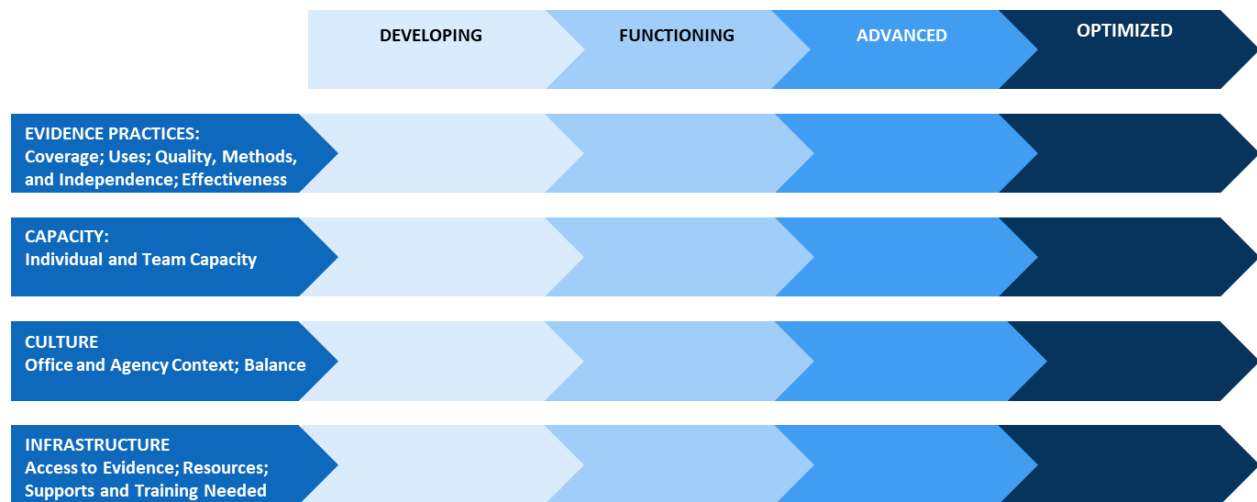 DEVELOPING
FUNCTIONING
ADVANCED
OPTIMIZED
EVIDENCE PRACTICES:
Coverage; Uses; Quality, Methods,
and Independence; Effectiveness
CAPACITY:
Individual and Team Capacity
CULTURE
Office and Agency Context; Balance
INFRASTRUCTURE
Access to Evidence; Resources;
Supports and Training Needed